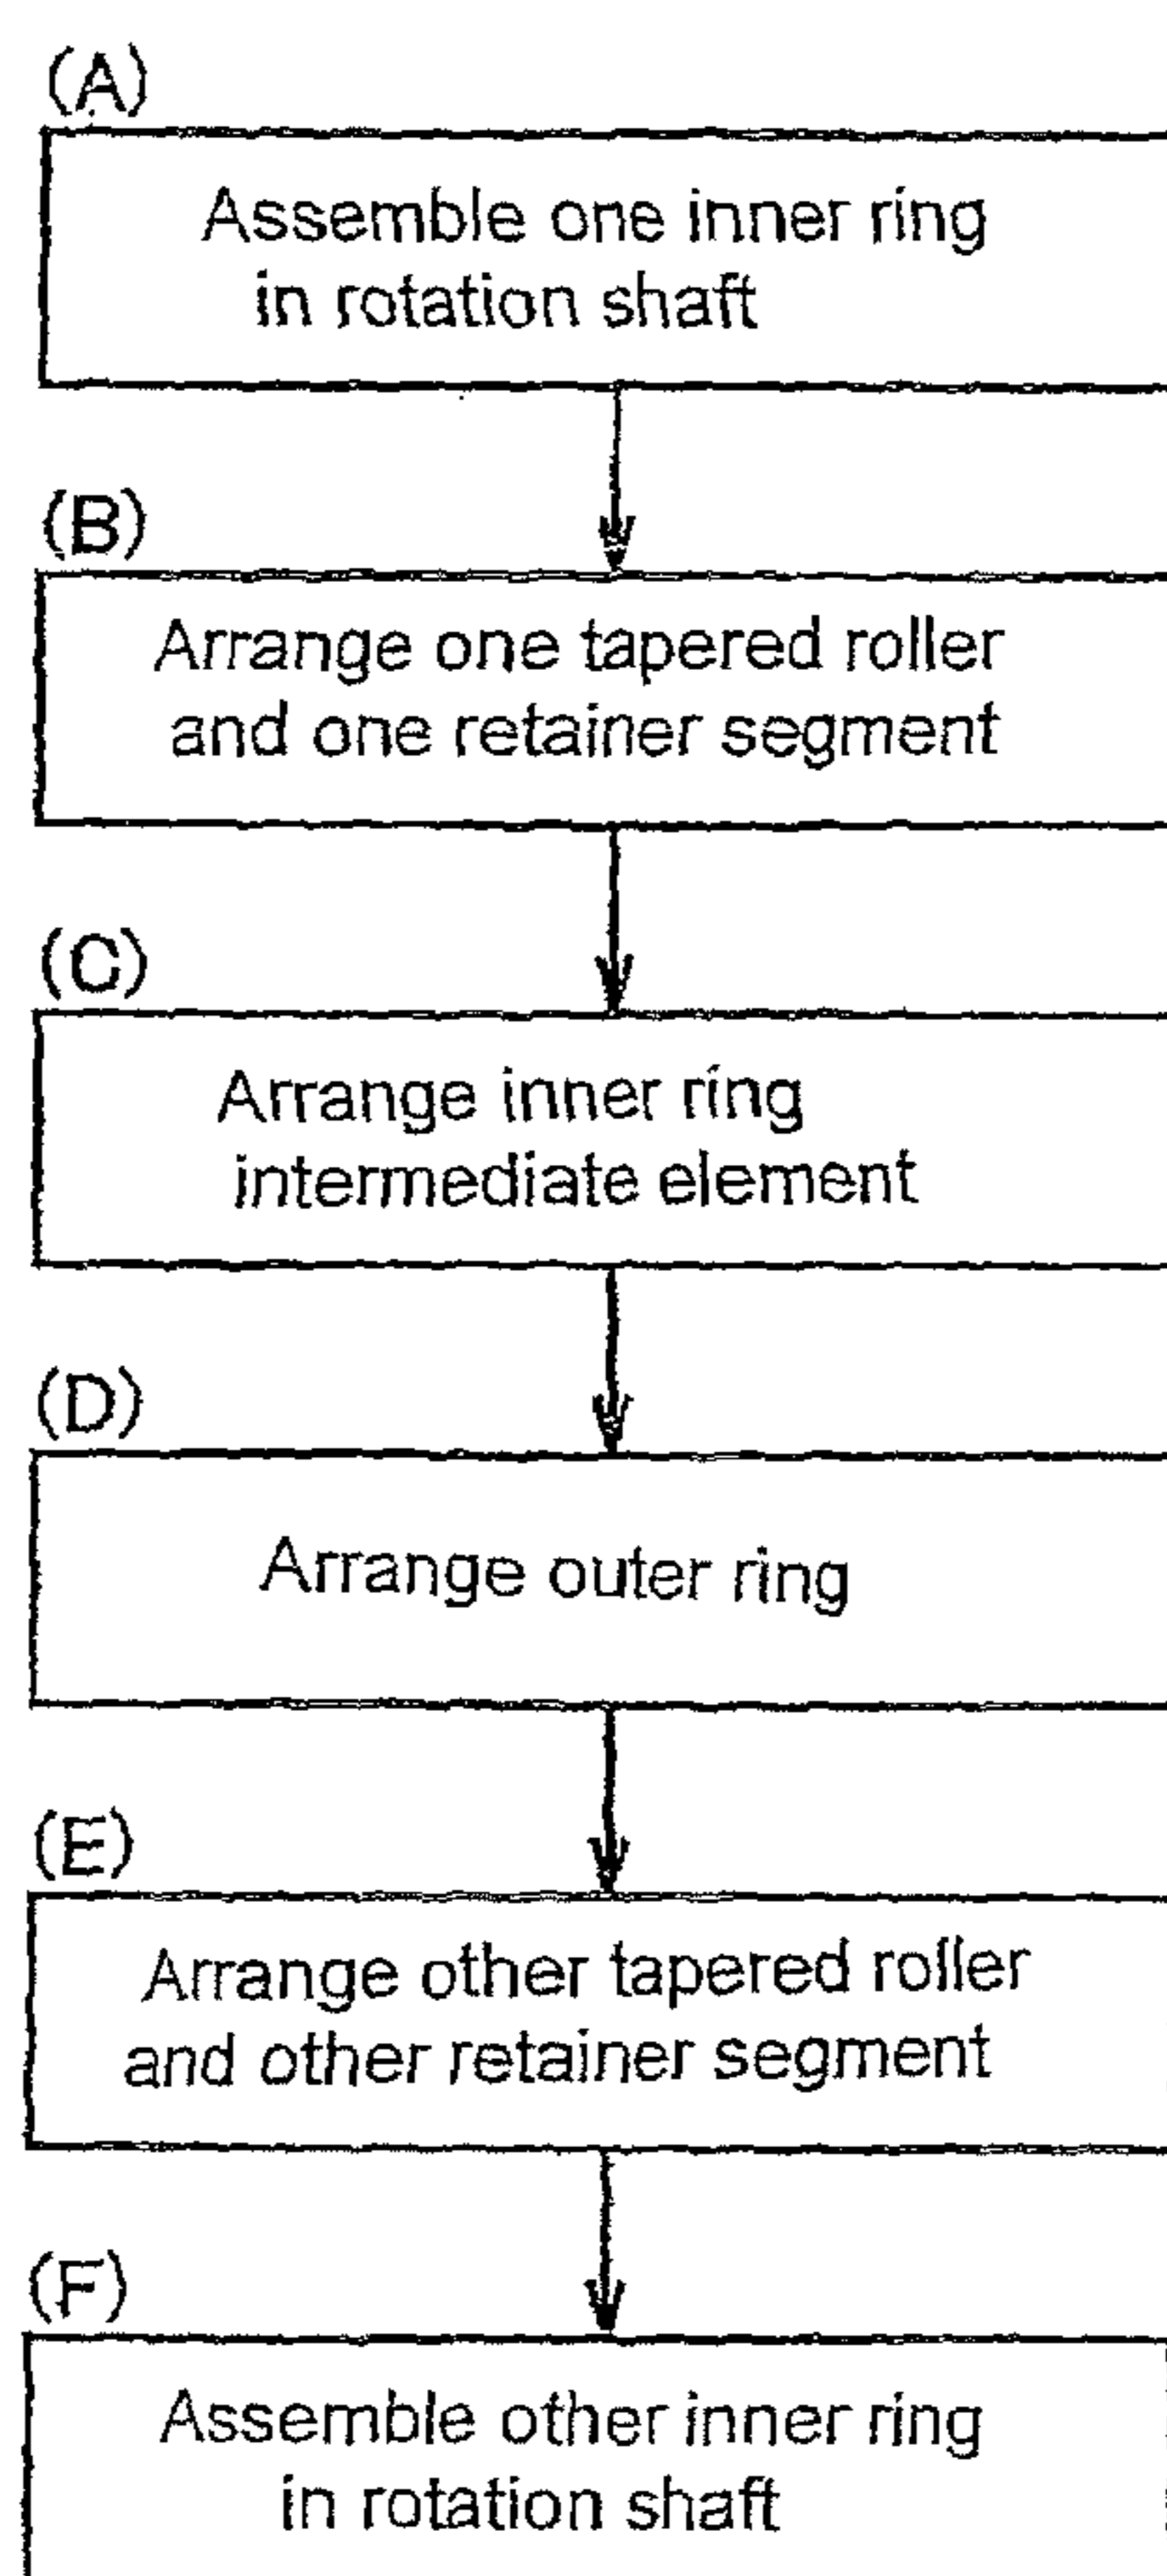 (A)
Assemble one inner ring
in rotation shaft
(B)
Arrange one tapered roller
and one retainer segment
(C)
Arrange inner ring
intermediate element
(D)
Arrange outer ring
(E)
Arrange other tapered roller
and other retainer segment
(F)
Assemble other inner ring
in rotation shaft